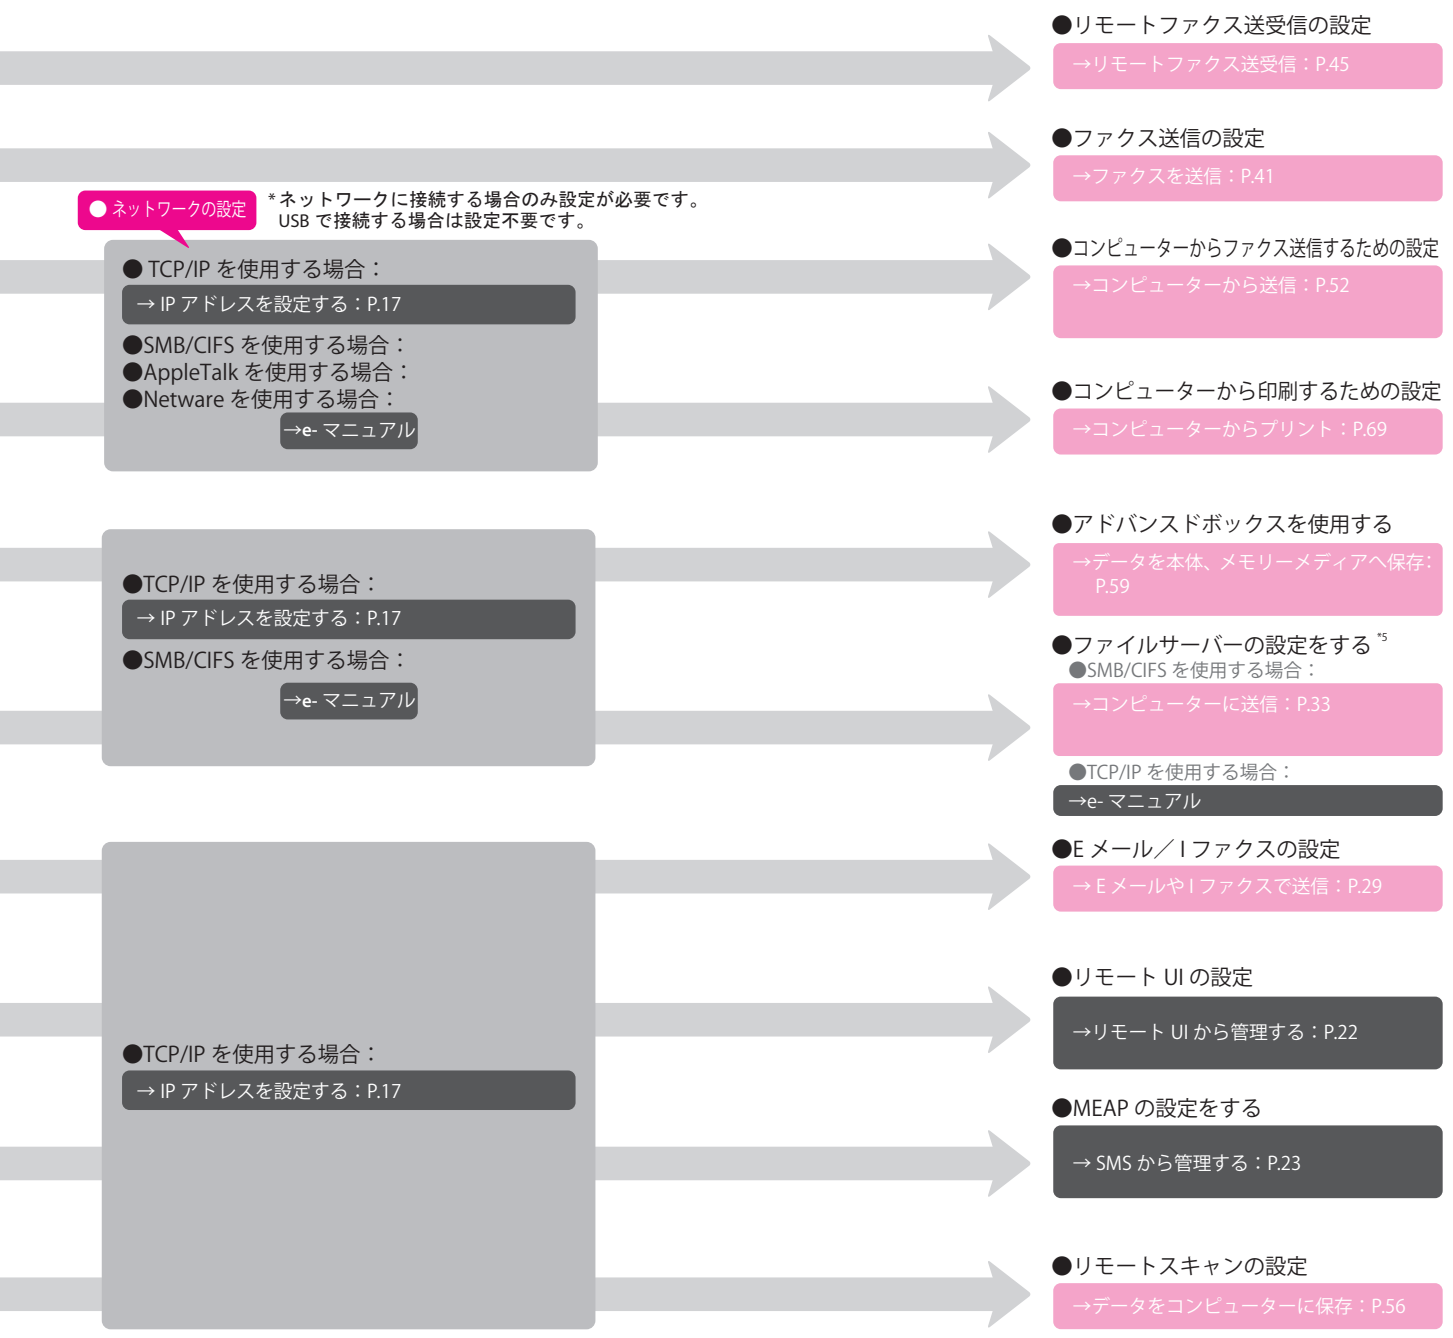 ●リモートファクス送受信の設定
→リモートファクス送受信：P.45
●ファクス送信の設定
→ファクスを送信：P.41
● ネットワークの設定
*ネットワークに接続する場合のみ設定が必要です。
USB で接続する場合は設定不要です。
● TCP/IP を使用する場合：
→ IP アドレスを設定する：P.17
●SMB/CIFS を使用する場合：
●AppleTalk を使用する場合：
●Netware を使用する場合：
→e- マニュアル
●コンピューターからファクス送信するための設定
→コンピューターから送信：P.52
●コンピューターから印刷するための設定
→コンピューターからプリント：P.69
●TCP/IP を使用する場合：
→ IP アドレスを設定する：P.17
●SMB/CIFS を使用する場合：
→e- マニュアル
●アドバンスドボックスを使用する
→データを本体、メモリーメディアへ保存：
P.59
●ファイルサーバーの設定をする *5
●SMB/CIFS を使用する場合：
→コンピューターに送信：P.33
●TCP/IP を使用する場合：
→e- マニュアル
●TCP/IP を使用する場合：
→ IP アドレスを設定する：P.17
●E メール／I ファクスの設定
→ E メールや I ファクスで送信：P.29
●リモート UI の設定
→リモート UI から管理する：P.22
●MEAP の設定をする
→ SMS から管理する：P.23
●リモートスキャンの設定
→データをコンピューターに保存：P.56